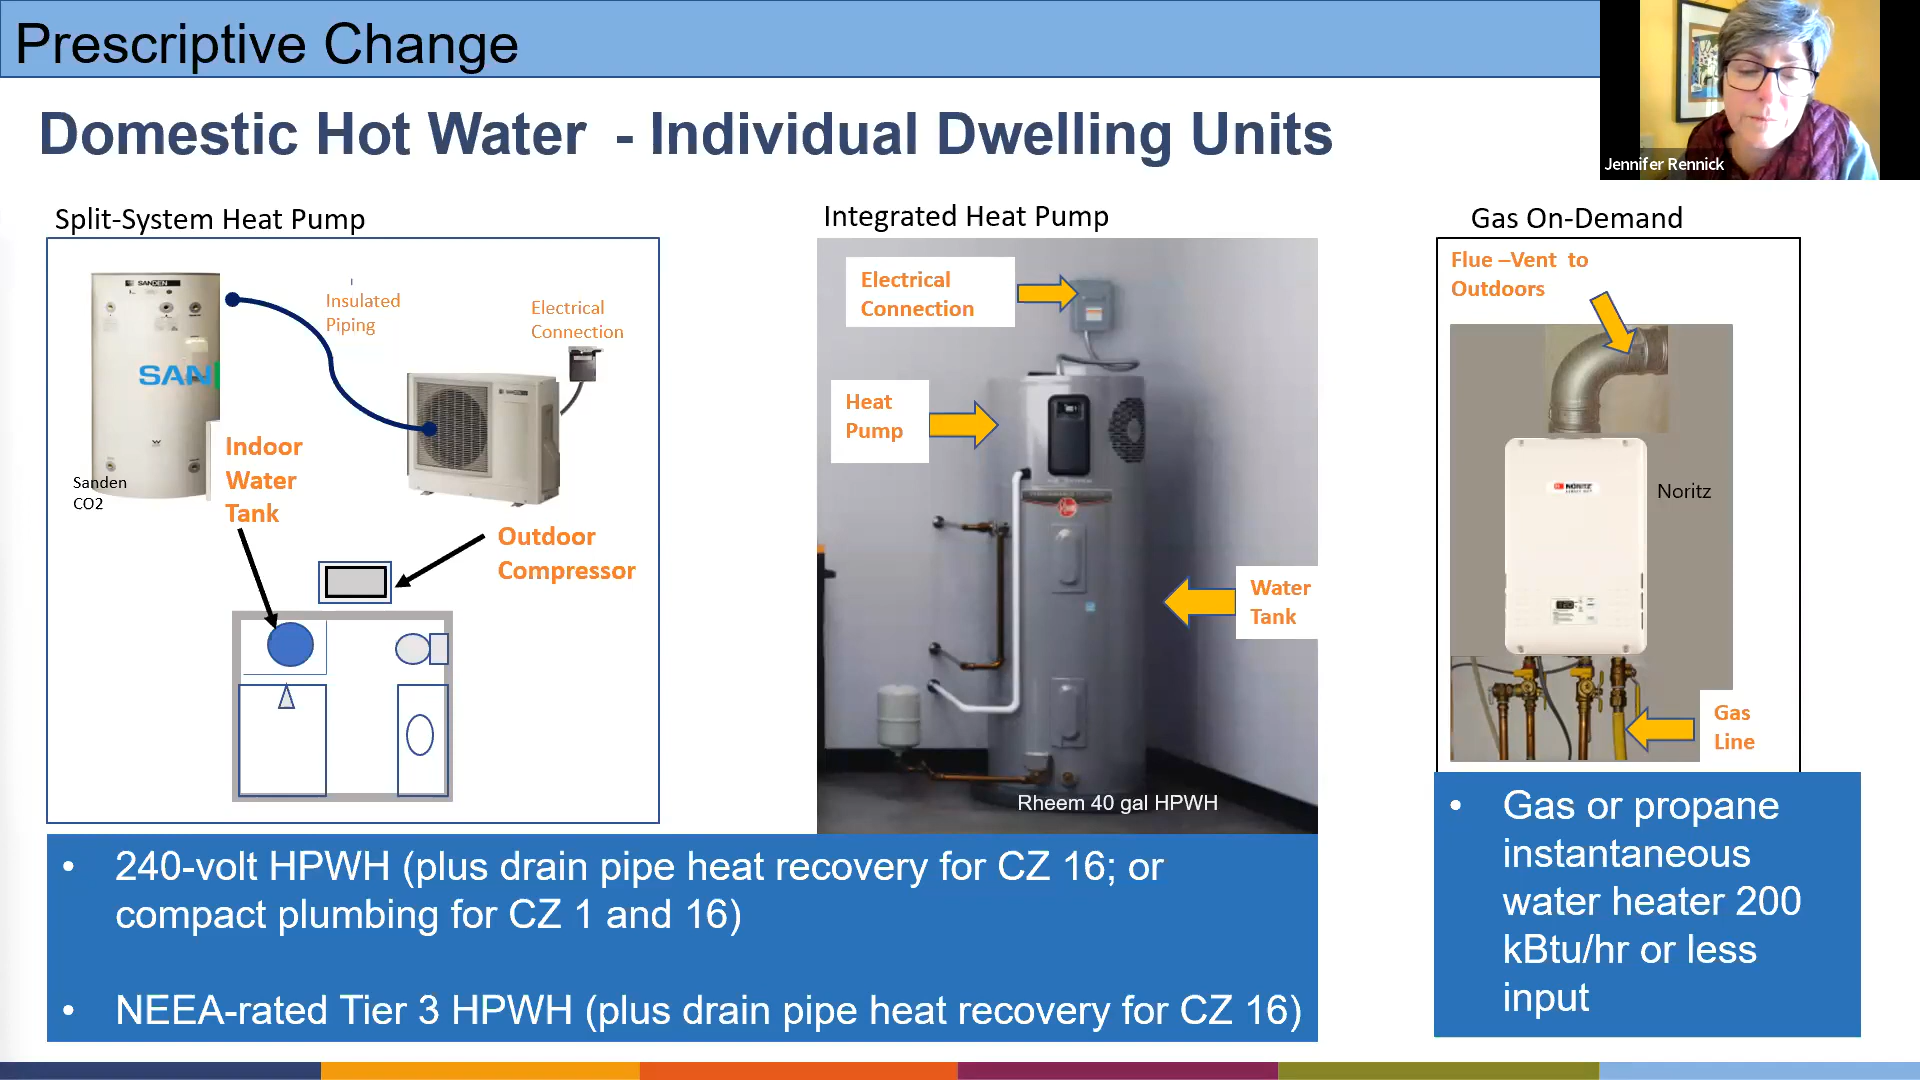 Prescriptive Change
Jennifer Rennick
Domestic Hot Water - Individual Dwelling Units
Split-System Heat Pump
SANDEN
SAN
Insulated
Piping
Electrical
Connection
Indoor
Water
Tank
Sanden
CO2
Outdoor
Compressor
Integrated Heat Pump
Electrical
Connection
Heat
Pump
Water
Tank
Rheem 40 gal HPWH
Gas On-Demand
Flue –Vent to
Outdoors
NORITZ
Noritz
Gas
Line
• 240-volt HPWH (plus drain pipe heat recovery for CZ 16; or
compact plumbing for CZ 1 and 16)
• NEEA-rated Tier 3 HPWH (plus drain pipe heat recovery for CZ 16)
• Gas or propane
instantaneous
water heater 200
kBtu/hr or less
input